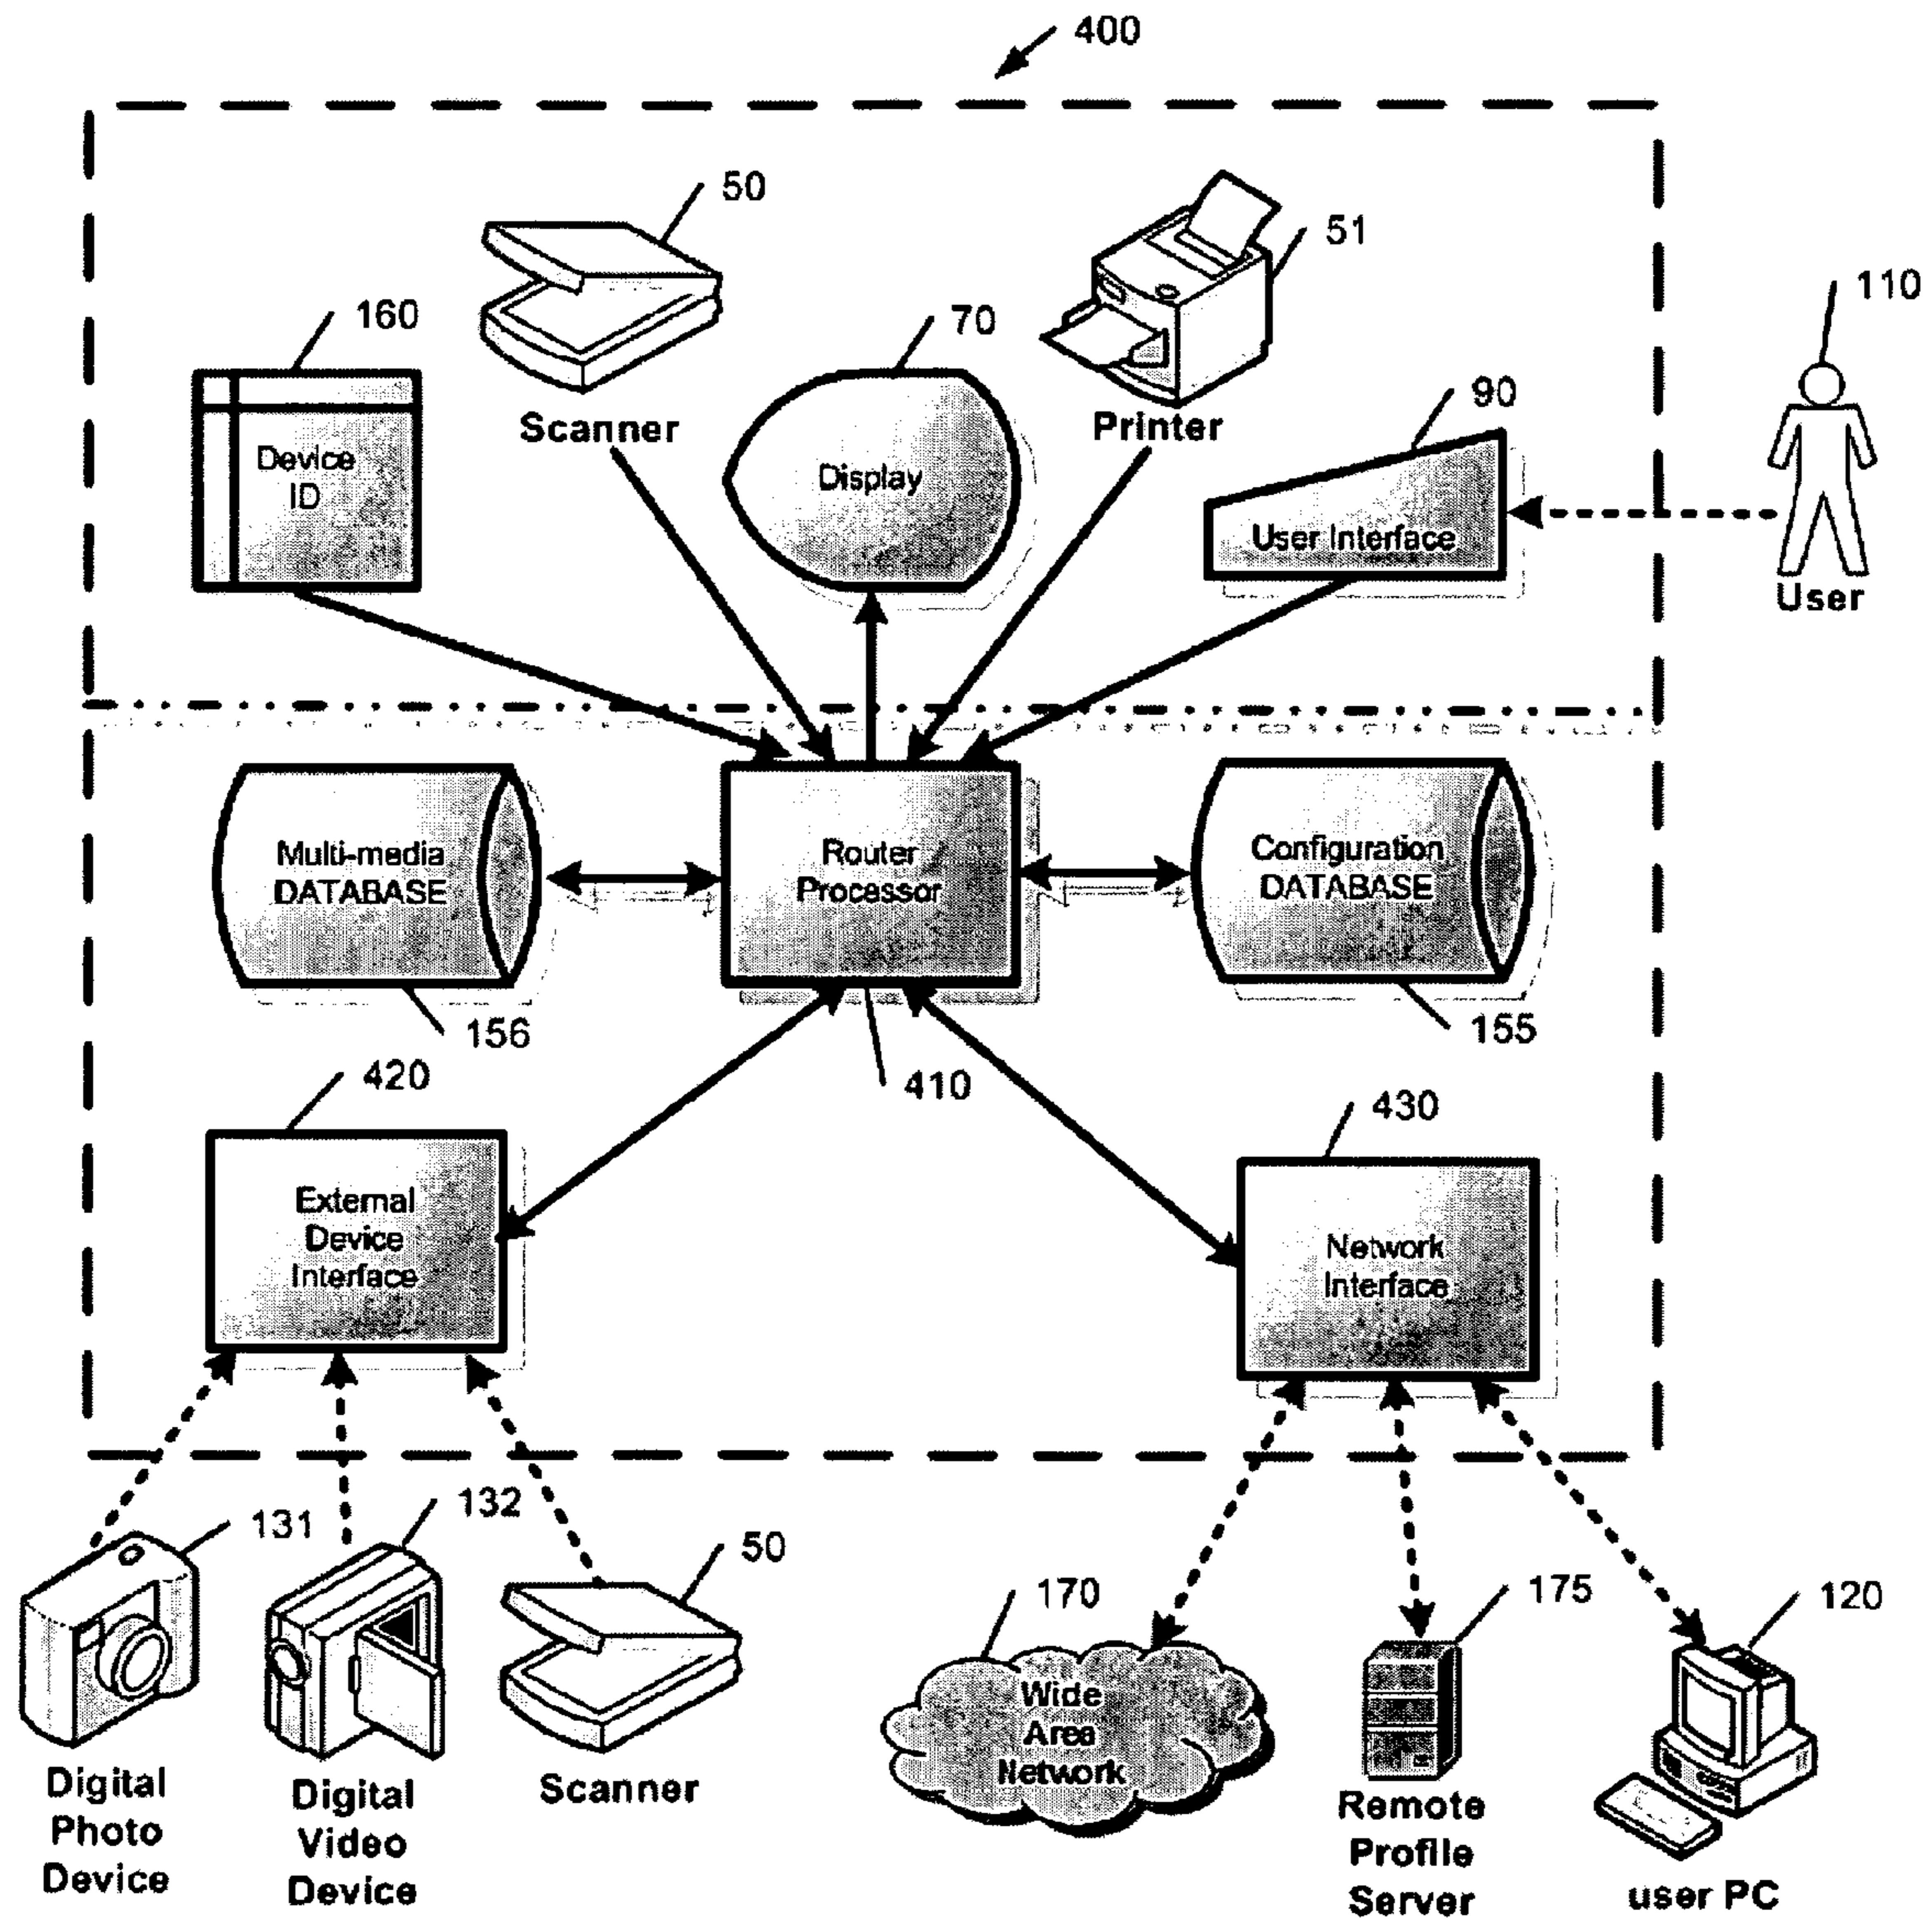 400
50
51
110
160
70
90
Scanner
Printer
Device
ID
Display
User Interface
User
Multi-media
DATABASE
Router
Processor
Configuration
DATABASE
156
155
420
410
430
External
Device
Interface
Network
Interface
131
132
50
170
175
120
Digital
Photo
Device
Digital
Video
Device
Scanner
Wide
Area
Network
Remote
Profile
Server
user PC